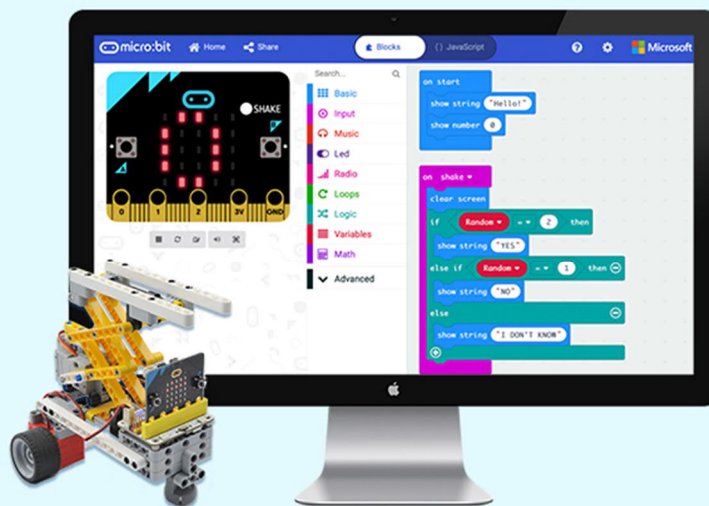 micro:bit Home Share Blocks {} JavaScript ? Microsoft
SHAKE
A
B
0 1 2 3V GND
Search...
Basic
Input
Music
Led
Radio
Loops
Logic
Variables
Math
Advanced
on start
show string "Hello!"
show number 0
on shake
clear screen
if Random = 2 then
show string "YES"
else if Random = 1 then
show string "NO"
else
show string "I DON'T KNOW"